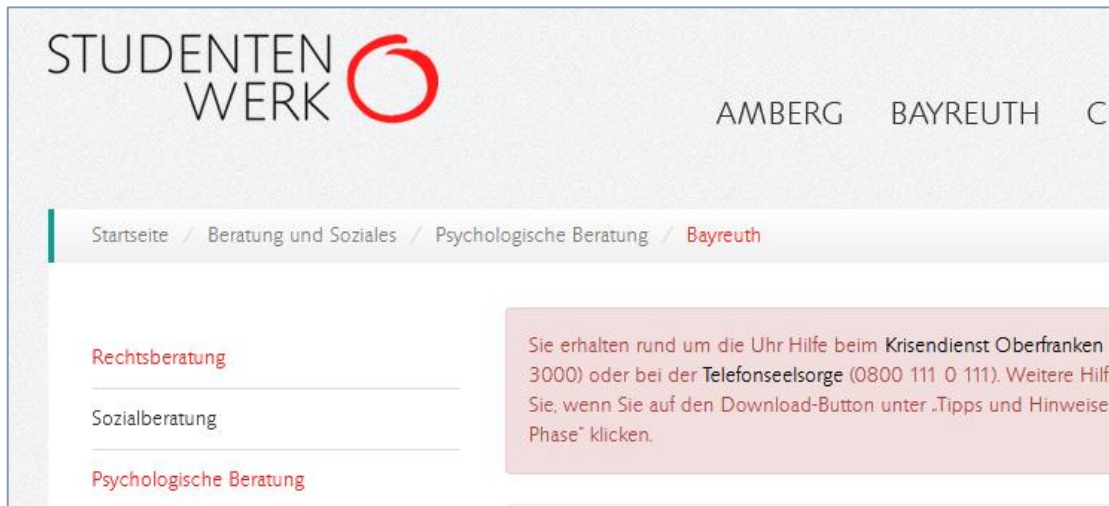 STUDENTEN
WERK
AMBERG BAYREUTH C
Startseite / Beratung und Soziales / Psychologische Beratung / Bayreuth
Rechtsberatung
Sozialberatung
Psychologische Beratung
Sie erhalten rund um die Uhr Hilfe beim Krisendienst Oberfranken
3000) oder bei der Telefonseelsorge (0800 111 0 111). Weitere Hilf
Sie, wenn Sie auf den Download-Button unter „Tipps und Hinweise
Phase“ klicken.